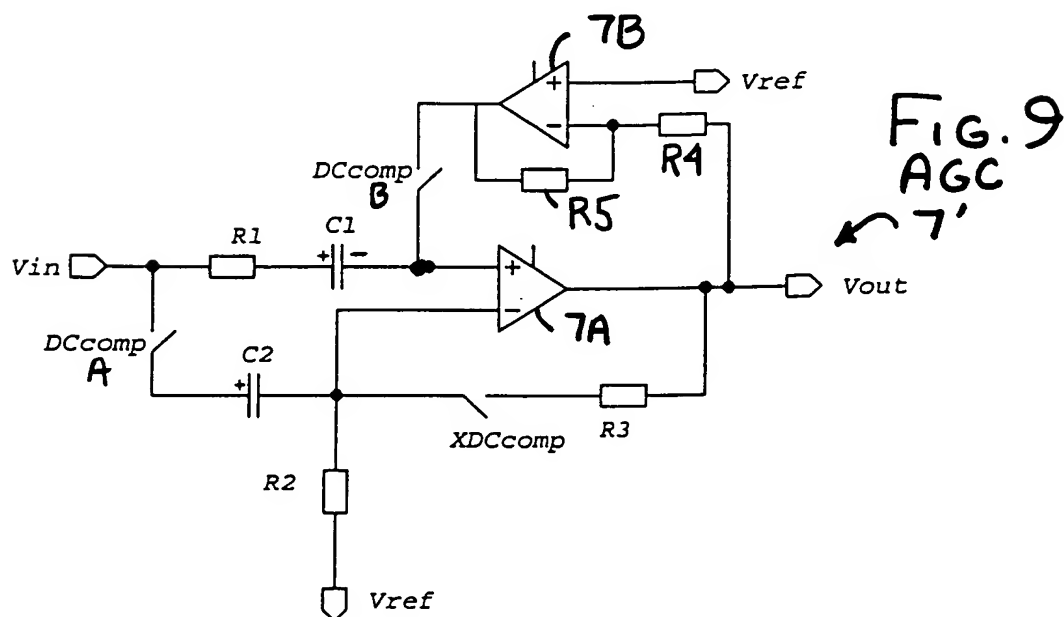 7B
+
Vref
-
R4
FIG. 9
AGC
7'
DCcomp
B
R5
R1
C1
+
-
Vin
+
-
7A
Vout
DCcomp
A
C2
+
XDCcomp
R3
R2
Vref